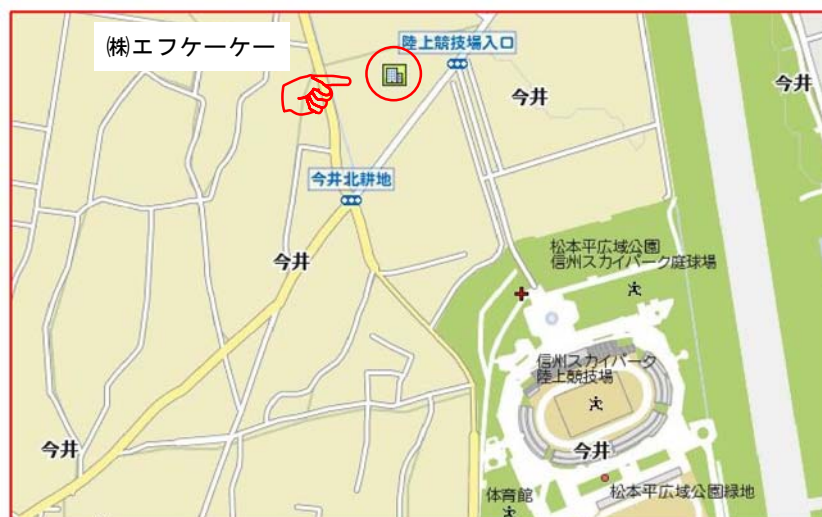 ㈱エフケーケー
陸上競技場入口
今井
今井
今井北耕地
松本平広域公園
信州スカイパーク庭球場
今井
信州スカイパーク
陸上競技場
今井
今井
体育館
松本平広域公園緑地